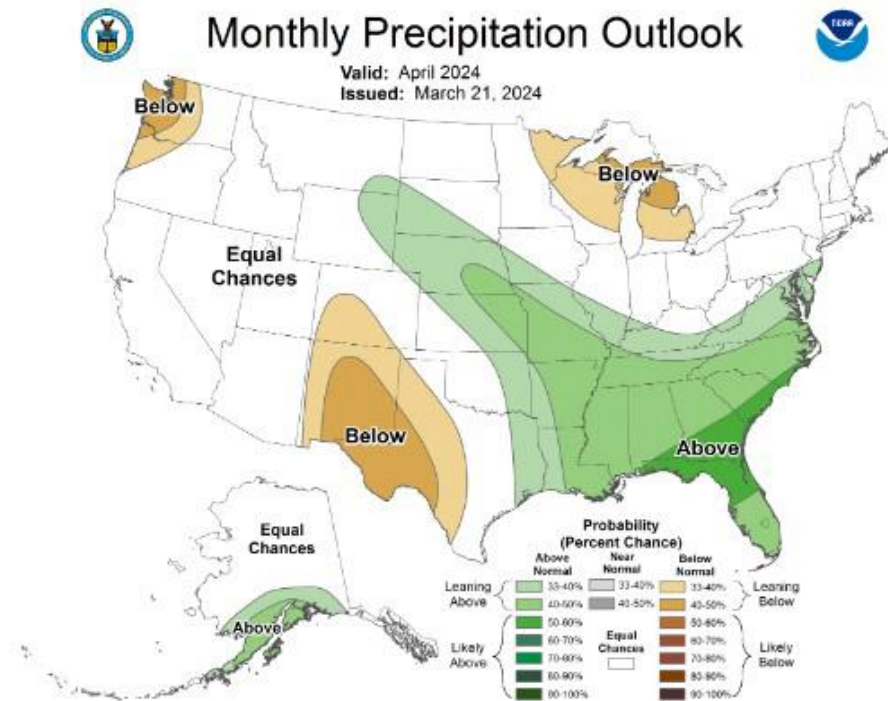 Monthly Precipitation Outlook
NOAA
Valid: April 2024
Issued: March 21, 2024
Below
Below
Equal
Chances
Below
Above
Equal
Chances
Above
Probability
(Percent Chance)
Above Normal
Near Normal
Below Normal
Leaning Above
33-40% 33-40% 33-40%
40-50% 40-50% 40-50%
Leaning Below
Likely Above
50-60% 50-60%
60-70% 60-70%
70-80% 70-80%
80-90% 80-90%
90-100% 90-100%
Equal Chances
Likely Below